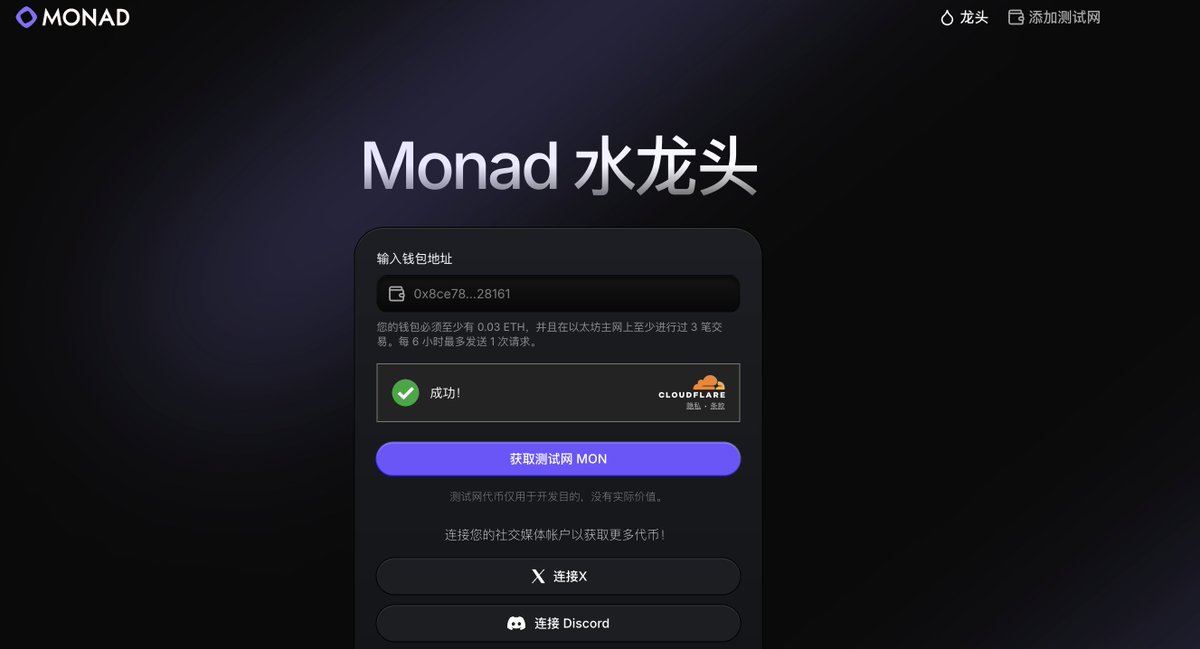 MONAD
龙头
添加测试网
Monad 水龙头
输入钱包地址
0x8ce78...28161
您的钱包必须至少有 0.03 ETH，并且在以太坊主网上至少进行过 3 笔交
易。每 6 小时最多发送 1 次请求。
成功！
CLOUDFLARE
隐私 · 条款
获取测试网 MON
测试网代币仅用于开发目的，没有实际价值。
连接您的社交媒体帐户以获取更多代币！
连接X
连接 Discord